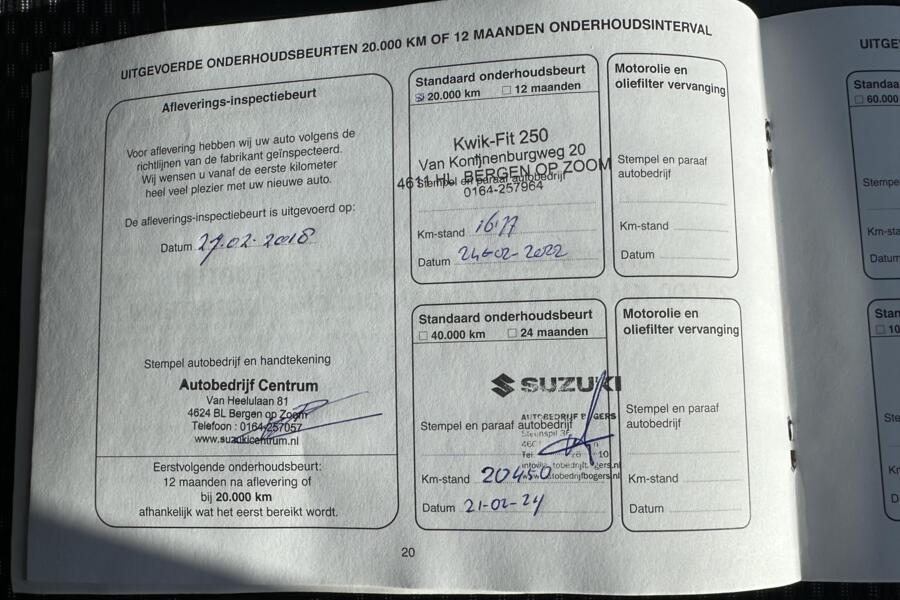 UITGEVOERDE ONDERHOUDSBEURTEN 20.000 KM OF 12 MAANDEN ONDERHOUDSINTERVAL
Afleverings-inspectiebeurt
Voor aflevering hebben wij uw auto volgens de
richtlijnen van de fabrikant geïnspecteerd.
Wij wensen u vanaf de eerste kilometer
heel veel plezier met uw nieuwe auto.
De afleverings-inspectiebeurt is uitgevoerd op:
Datum 27.02.2018
Stempel autobedrijf en handtekening
Autobedrijf Centrum
Van Heelulaan 81
4624 BL Bergen op Zoom
Telefoon : 0164-257057
www.suzukicentrum.nl
Eerstvolgende onderhoudsbeurt:
12 maanden na aflevering of
bij 20.000 km
afhankelijk wat het eerst bereikt wordt.
Standaard onderhoudsbeurt
20.000 km 12 maanden
Kwik-Fit 250
Van Konijnenburgweg 20
4611 HL BERGEN OP ZOOM
Stempel en paraaf autobedrijf
0164-257964
Km-stand
Datum 24-02-2022
Motorolie en
oliefilter vervanging
Stempel en paraaf
autobedrijf
Km-stand
Datum
Standaard onderhoudsbeurt
40.000 km 24 maanden
SUZUKI
AUTOBEDRIJF BOGERS
Stempel en paraaf autobedrijf
Km-stand 20450
Datum 21-02-24
Motorolie en
oliefilter vervanging
Stempel en paraaf
autobedrijf
Km-stand
Datum
20
UITGEV
Standaa
60.000
Stempe
Km-sta
Datum
Stan
10
Ste
Kr
D